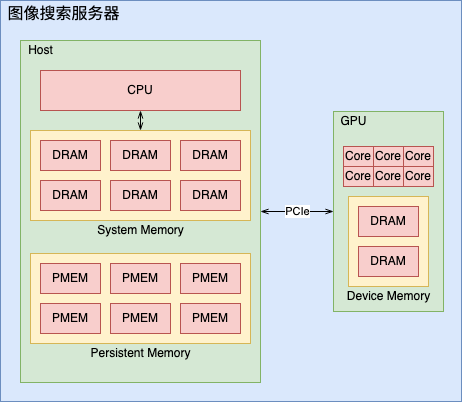 图像搜索服务器
Host
CPU
DRAM DRAM DRAM
DRAM DRAM DRAM
System Memory
PMEM PMEM PMEM
PMEM PMEM PMEM
Persistent Memory
PCIe
GPU
Core Core Core
Core Core Core
DRAM
DRAM
Device Memory